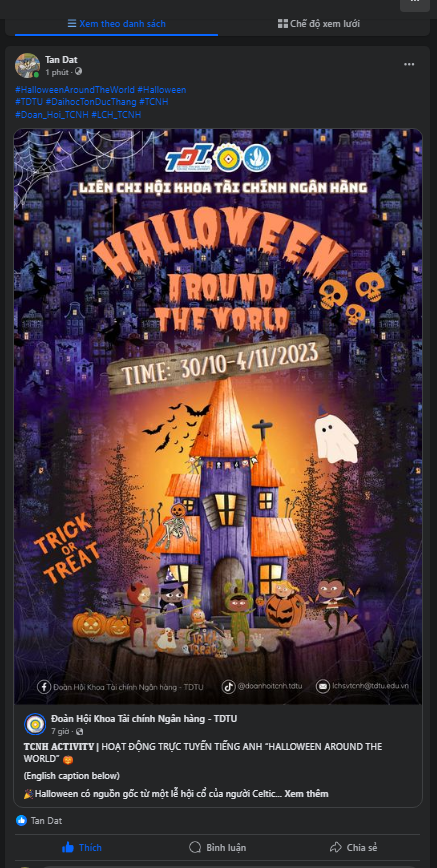 Xem theo danh sách
Chế độ xem lưới
Tan Dat
1 phút ·
#HalloweenAroundTheWorld #Halloween
#TDTU #DaihocTonDucThang #TCNH
#Doan_Hoi_TCNH #LCH_TCNH
TDT
LIÊN CHI HỘI KHOA TÀI CHÍNH NGÂN HÀNG
HALLOWEEN
AROUND
THE WORLD
TIME: 30/10-4/11/2023
TRICK
OR
TREAT
Đoàn Hội Khoa Tài chính Ngân hàng - TDTU
@doanhoitcnh.tdtu
lchsvtcnh@tdtu.edu.vn
Đoàn Hội Khoa Tài chính Ngân hàng - TDTU
7 giờ ·
𝐓𝐂𝐍𝐇 𝐀𝐂𝐓𝐈𝐕𝐈𝐓𝐘 | HOẠT ĐỘNG TRỰC TUYẾN TIẾNG ANH "HALLOWEEN AROUND THE
WORLD" 🎃
(English caption below)
🎉Halloween có nguồn gốc từ một lễ hội cổ của người Celtic... Xem thêm
Tan Dat
Thích
Bình luận
Chia sẻ